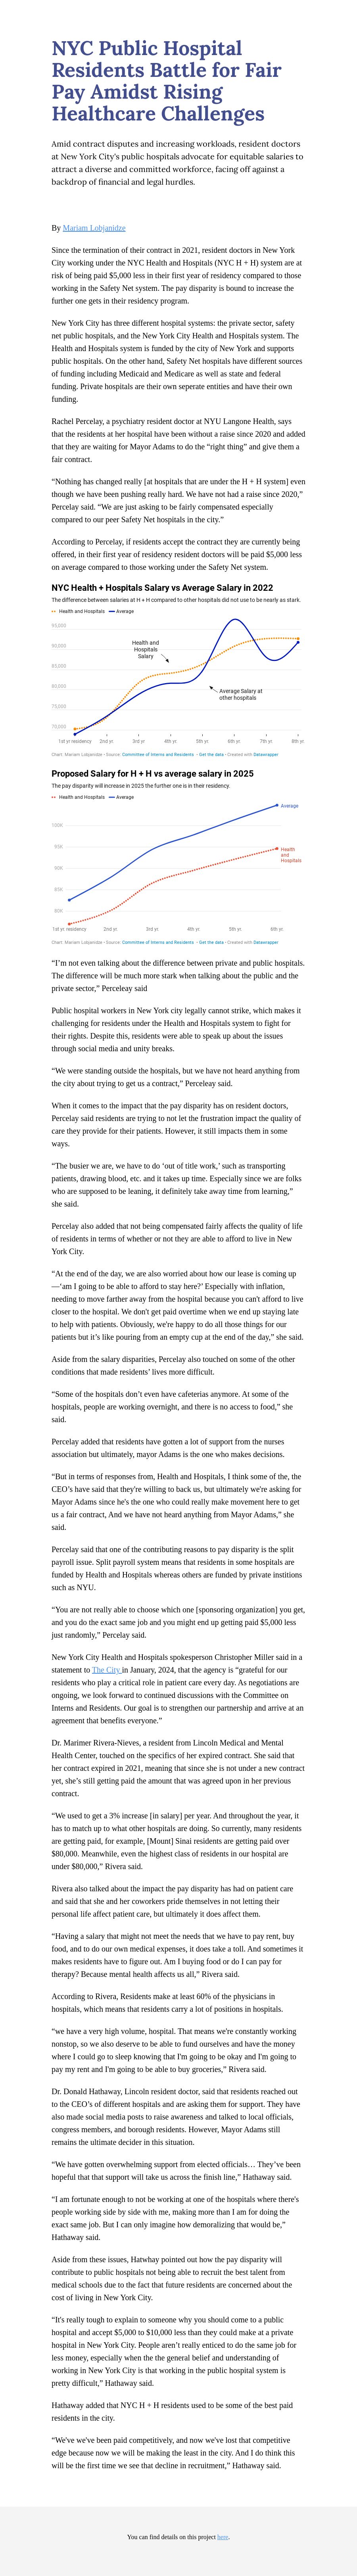 NYC Public Hospital
Residents Battle for Fair
Pay Amidst Rising
Healthcare Challenges
Amid contract disputes and increasing workloads, resident doctors
at New York City's public hospitals advocate for equitable salaries to
attract a diverse and committed workforce, facing off against a
backdrop of financial and legal hurdles.
By Mariam Lobjanidze
Since the termination of their contract in 2021, resident doctors in New York
City working under the NYC Health and Hospitals (NYC H + H) system are at
risk of being paid $5,000 less in their first year of residency compared to those
working in the Safety Net system. The pay disparity is bound to increase the
further one gets in their residency program.
New York City has three different hospital systems: the private sector, safety
net public hospitals, and the New York City Health and Hospitals system. The
Health and Hospitals system is funded by the city of New York and supports
public hospitals. On the other hand, Safety Net hospitals have different sources
of funding including Medicaid and Medicare as well as state and federal
funding. Private hospitals are their own seperate entities and have their own
funding.
Rachel Percelay, a psychiatry resident doctor at NYU Langone Health, says
that the residents at her hospital have been without a raise since 2020 and added
that they are waiting for Mayor Adams to do the “right thing” and give them a
fair contract.
“Nothing has changed really [at hospitals that are under the H + H system] even
though we have been pushing really hard. We have not had a raise since 2020,”
Percelay said. “We are just asking to be fairly compensated especially
compared to our peer Safety Net hospitals in the city.”
According to Percelay, if residents accept the contract they are currently being
offered, in their first year of residency resident doctors will be paid $5,000 less
on average compared to those working under the Safety Net system.
NYC Health + Hospitals Salary vs Average Salary in 2022
The difference between salaries at H + H compared to other hospitals did not use to be nearly as stark.
Health and Hospitals Average
95,000
90,000
85,000
80,000
75,000
70,000
Health and
Hospitals
Salary
Average Salary at
other hospitals
1st yr residency 2nd yr. 3rd yr 4th yr. 5th yr. 6th yr. 7th yr. 8th yr.
Chart: Mariam Lobjanidze • Source: Committee of Interns and Residents • Get the data • Created with Datawrapper
Proposed Salary for H + H vs average salary in 2025
The pay disparity will increase in 2025 the further one is in their residency.
Health and Hospitals Average
100K
95K
90K
85K
80K
Average
Health
and
Hospitals
1st yr. residency 2nd yr. 3rd yr. 4th yr. 5th yr. 6th yr.
Chart: Mariam Lobjanidze • Source: Committee of Interns and Residents • Get the data • Created with Datawrapper
“I’m not even talking about the difference between private and public hospitals.
The difference will be much more stark when talking about the public and the
private sector,” Percelay said
Public hospital workers in New York city legally cannot strike, which makes it
challenging for residents under the Health and Hospitals system to fight for
their rights. Despite this, residents were able to speak up about the issues
through social media and unity breaks.
“We were standing outside the hospitals, but we have not heard anything from
the city about trying to get us a contract,” Percelay said.
When it comes to the impact that the pay disparity has on resident doctors,
Percelay said residents are trying to not let the frustration impact the quality of
care they provide for their patients. However, it still impacts them in some
ways.
“The busier we are, we have to do ‘out of title work,’ such as transporting
patients, drawing blood, etc. and it takes up time. Especially since we are folks
who are supposed to be leaning, it definitely take away time from learning,”
she said.
Percelay also added that not being compensated fairly affects the quality of life
of residents in terms of whether or not they are able to afford to live in New
York City.
“At the end of the day, we are also worried about how our lease is coming up
—‘am I going to be able to afford to stay here?’ Especially with inflation,
needing to move farther away from the hospital because you can't afford to live
closer to the hospital. We don't get paid overtime when we end up staying late
to help with patients. Obviously, we're happy to do all those things for our
patients but it’s like pouring from an empty cup at the end of the day,” she said.
Aside from the salary disparities, Percelay also touched on some of the other
conditions that made residents’ lives more difficult.
“Some of the hospitals don’t even have cafeterias anymore. At some of the
hospitals, people are working overnight, and there is no access to food,” she
said.
Percelay added that residents have gotten a lot of support from the nurses
association but ultimately, mayor Adams is the one who makes decisions.
“But in terms of responses from, Health and Hospitals, I think some of the, the
CEO’s have said that they're willing to back us, but ultimately we're asking for
Mayor Adams since he's the one who could really make movement here to get
us a fair contract, And we have not heard anything from Mayor Adams,” she
said.
Percelay said that one of the contributing reasons to pay disparity is the split
payroll issue. Split payroll system means that residents in some hospitals are
funded by Health and Hospitals whereas others are funded by private instittions
such as NYU.
“You are not really able to choose which one [sponsoring organization] you get,
and you do the exact same job and you might end up getting paid $5,000 less
just randomly,” Percelay said.
New York City Health and Hospitals spokesperson Christopher Miller said in a
statement to The City in January, 2024, that the agency is “grateful for our
residents who play a critical role in patient care every day. As negotiations are
ongoing, we look forward to continued discussions with the Committee on
Interns and Residents. Our goal is to strengthen our partnership and arrive at an
agreement that benefits everyone.”
Dr. Marimer Rivera-Nieves, a resident from Lincoln Medical and Mental
Health Center, touched on the specifics of her expired contract. She said that
her contract expired in 2021, meaning that since she is not under a new contract
yet, she’s still getting paid the amount that was agreed upon in her previous
contract.
“We used to get a 3% increase [in salary] per year. And throughout the year, it
has to match up to what other hospitals are doing. So currently, many residents
are getting paid, for example, [Mount] Sinai residents are getting paid over
$80,000. Meanwhile, even the highest class of residents in our hospital are
under $80,000,” Rivera said.
Rivera also talked about the impact the pay disparity has had on patient care
and said that she and her coworkers pride themselves in not letting their
personal life affect patient care, but ultimately it does affect them.
“Having a salary that might not meet the needs that we have to pay rent, buy
food, and to do our own medical expenses, it does take a toll. And sometimes it
makes residents have to figure out. Am I buying food or do I can pay for
therapy? Because mental health affects us all,” Rivera said.
According to Rivera, Residents make at least 60% of the physicians in
hospitals, which means that residents carry a lot of positions in hospitals.
“we have a very high volume, hospital. That means we're constantly working
nonstop, so we also deserve to be able to fund ourselves and have the money
where I could go to sleep knowing that I'm going to be okay and I'm going to
pay my rent and I'm going to be able to buy groceries,” Rivera said.
Dr. Donald Hathaway, Lincoln resident doctor, said that residents reached out
to the CEO’s of different hospitals and are asking them for support. They have
also made social media posts to raise awareness and talked to local officials,
congress members, and borough residents. However, Mayor Adams still
remains the ultimate decider in this situation.
“We have gotten overwhelming support from elected officials… They’ve been
hopeful that that support will take us across the finish line,” Hathaway said.
“I am fortunate enough to not be working at one of the hospitals where there's
people working side by side with me, making more than I am for doing the
exact same job. But I can only imagine how demoralizing that would be,”
Hathaway said.
Aside from these issues, Hatwhay pointed out how the pay disparity will
contribute to public hospitals not being able to recruit the best talent from
medical schools due to the fact that future residents are concerned about the
cost of living in New York City.
“It's really tough to explain to someone why you should come to a public
hospital and accept $5,000 to $10,000 less than they could make at a private
hospital in New York City. People aren’t really enticed to do the same job for
less money, especially when the the general belief and understanding of
working in New York City is that working in the public hospital system is
pretty difficult,” Hathaway said.
Hathaway added that NYC H + H residents used to be some of the best paid
residents in the city.
“We've we've been paid competitively, and now we've lost that competitive
edge because now we will be making the least in the city. And I do think this
will be the first time we see that decline in recruitment,” Hathaway said.
You can find details on this project here.